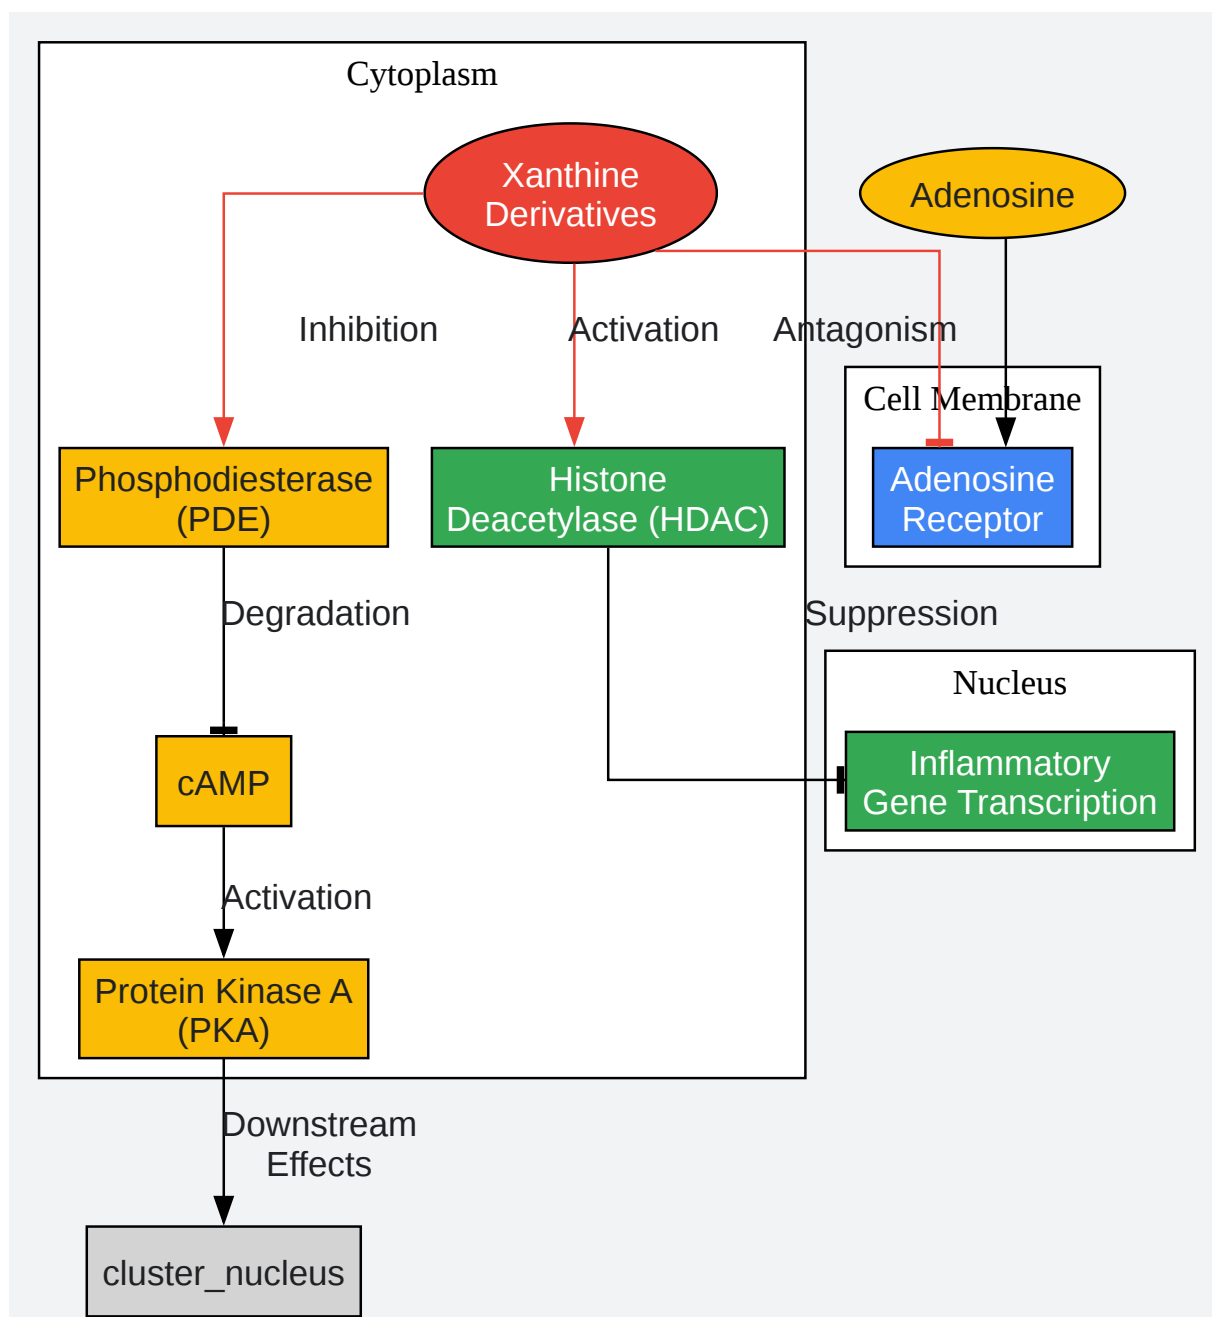 Cytoplasm
Xanthine
Derivatives
Adenosine
Inhibition
Activation
Antagonism
Cell Membrane
Phosphodiesterase
(PDE)
Histone
Deacetylase (HDAC)
Adenosine
Receptor
Degradation
Suppression
Nucleus
cAMP
Inflammatory
Gene Transcription
Activation
Protein Kinase A
(PKA)
Downstream
Effects
cluster_nucleus